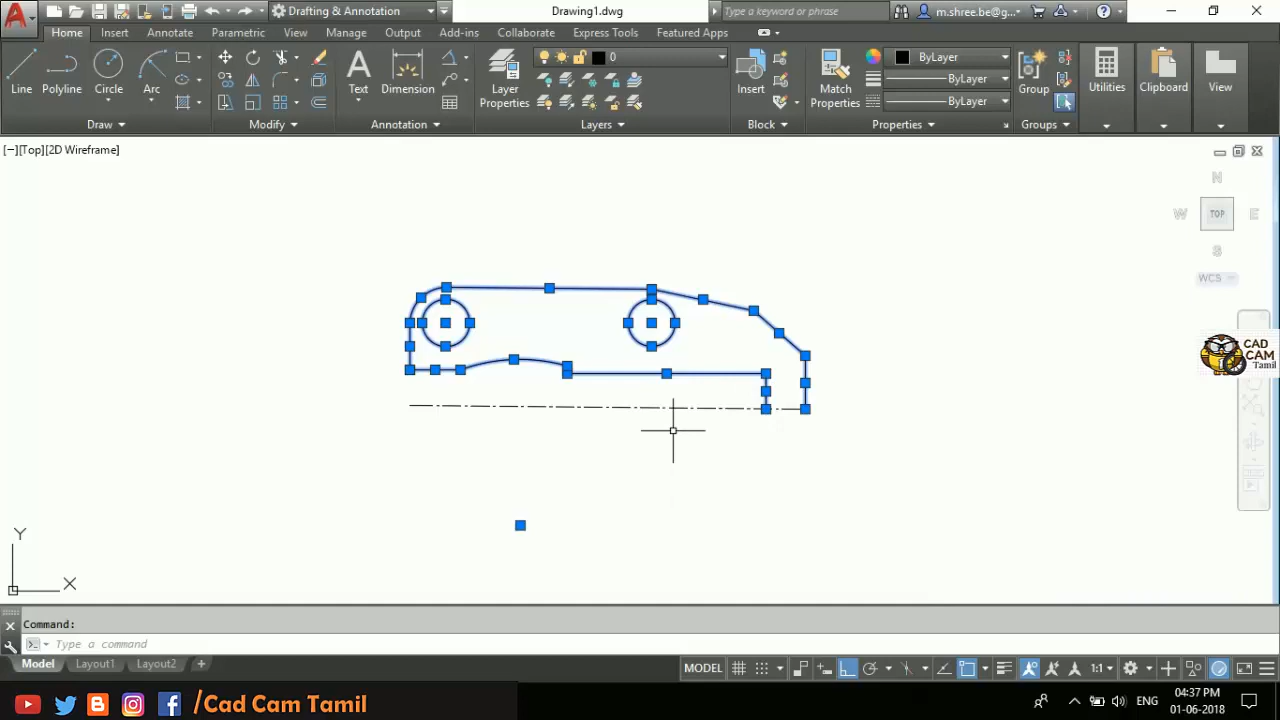 A Drafting & Annotation Drawing1.dwg Type a keyword or phrase m.shree.be@g... ?
Home Insert Annotate Parametric View Manage Output Add-ins Collaborate Express Tools Featured Apps
Line Polyline Circle Arc Text Dimension Layer Properties 0 Insert Match Properties ByLayer Group Utilities Clipboard View
ByLayer
ByLayer
Draw Modify Annotation Layers Block Properties Groups
[−][Top][2D Wireframe]
N
W TOP E
S
WCS
CAD
CAM
Tamil
Y
X
Command:
Type a command
Model Layout1 Layout2 + MODEL 1:1
/Cad Cam Tamil
ENG
04:37 PM
01-06-2018